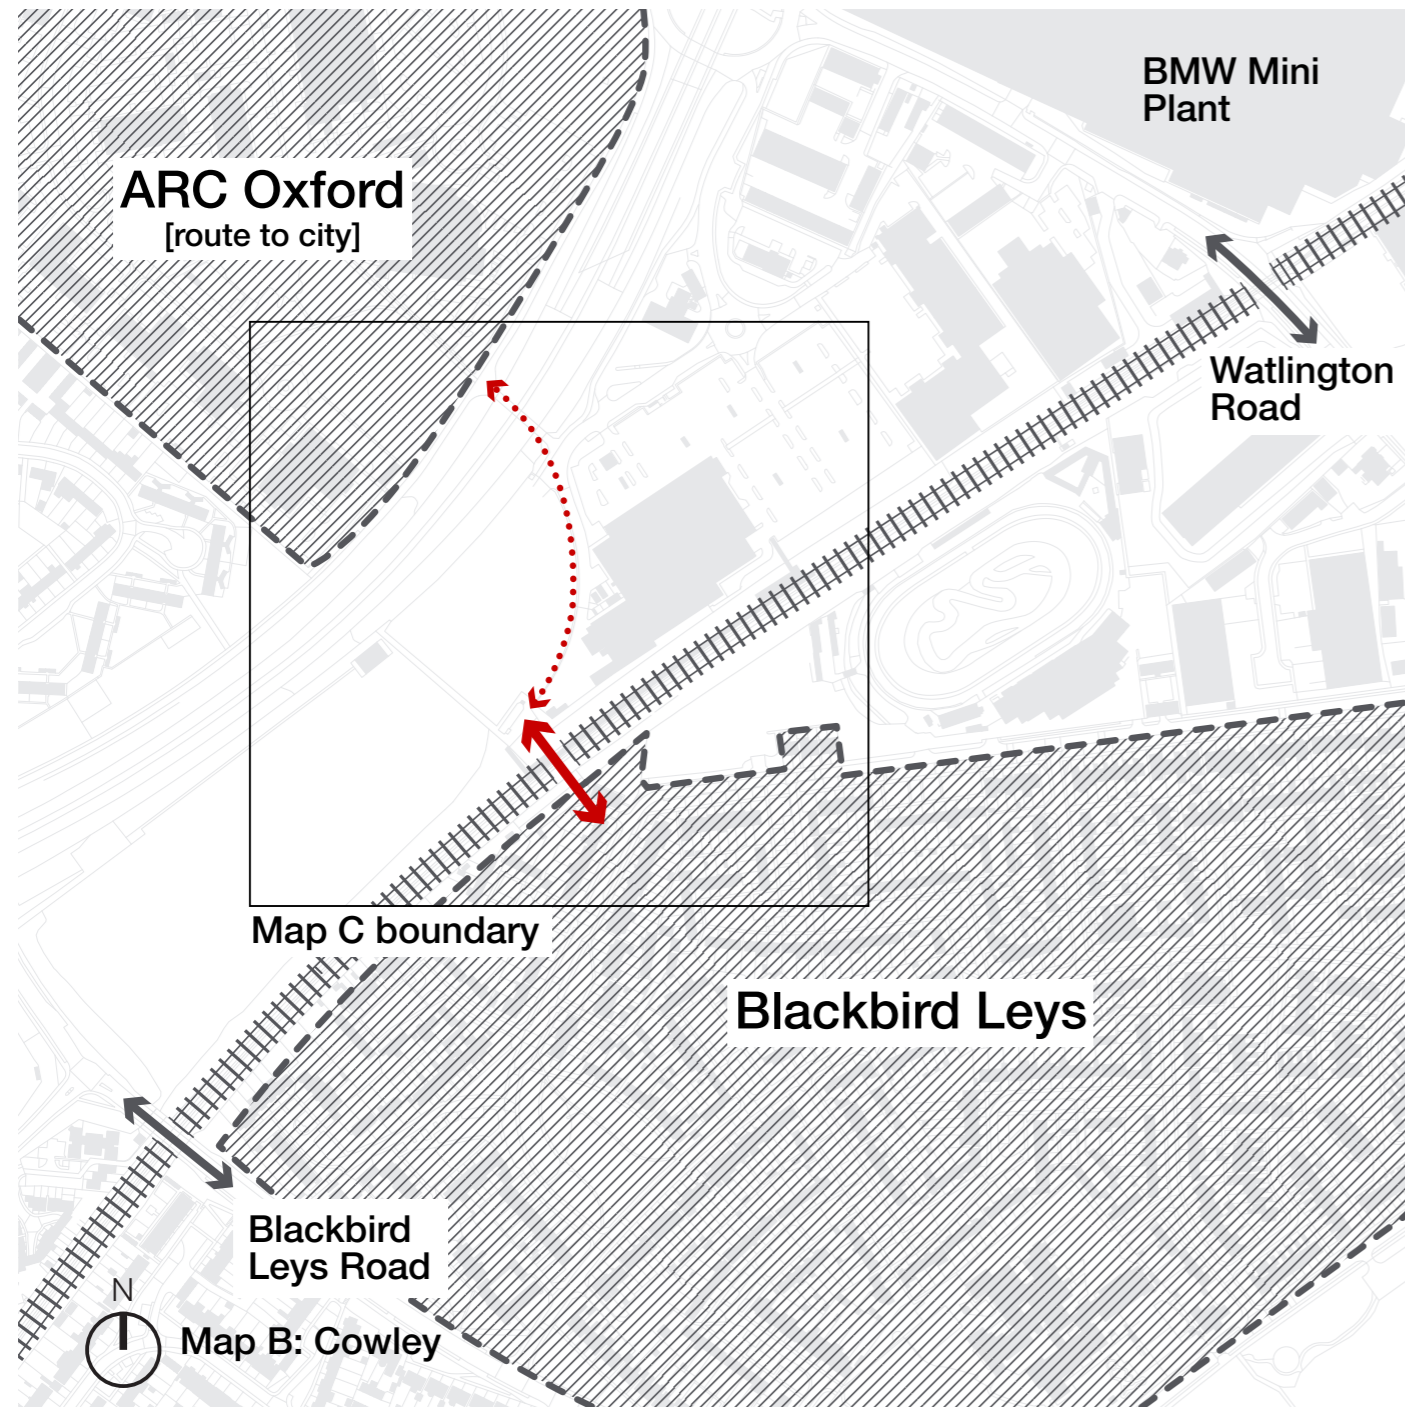 BMW Mini
Plant
ARC Oxford
[route to city]
Watlington
Road
Map C boundary
Blackbird Leys
Blackbird
Leys Road
N
Map B: Cowley